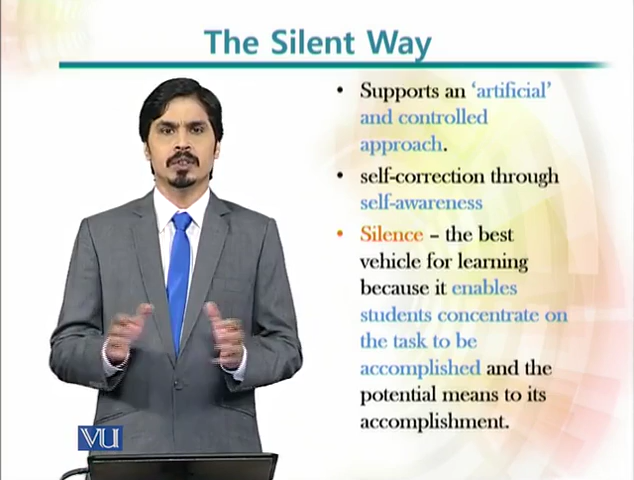 The Silent Way
• Supports an ‘artificial’
and controlled
approach.
• self-correction through
self-awareness
• Silence – the best
vehicle for learning
because it enables
students concentrate on
the task to be
accomplished and the
potential means to its
accomplishment.
VU